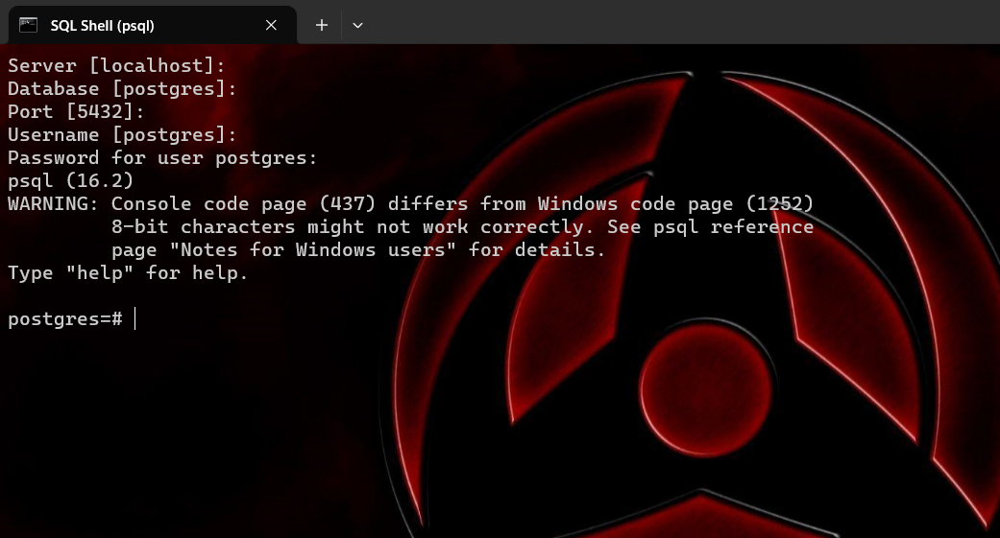 SQL Shell (psql)
Server [localhost]:
Database [postgres]:
Port [5432]:
Username [postgres]:
Password for user postgres:
psql (16.2)
WARNING: Console code page (437) differs from Windows code page (1252)
         8-bit characters might not work correctly. See psql reference
         page "Notes for Windows users" for details.
Type "help" for help.
postgres=#